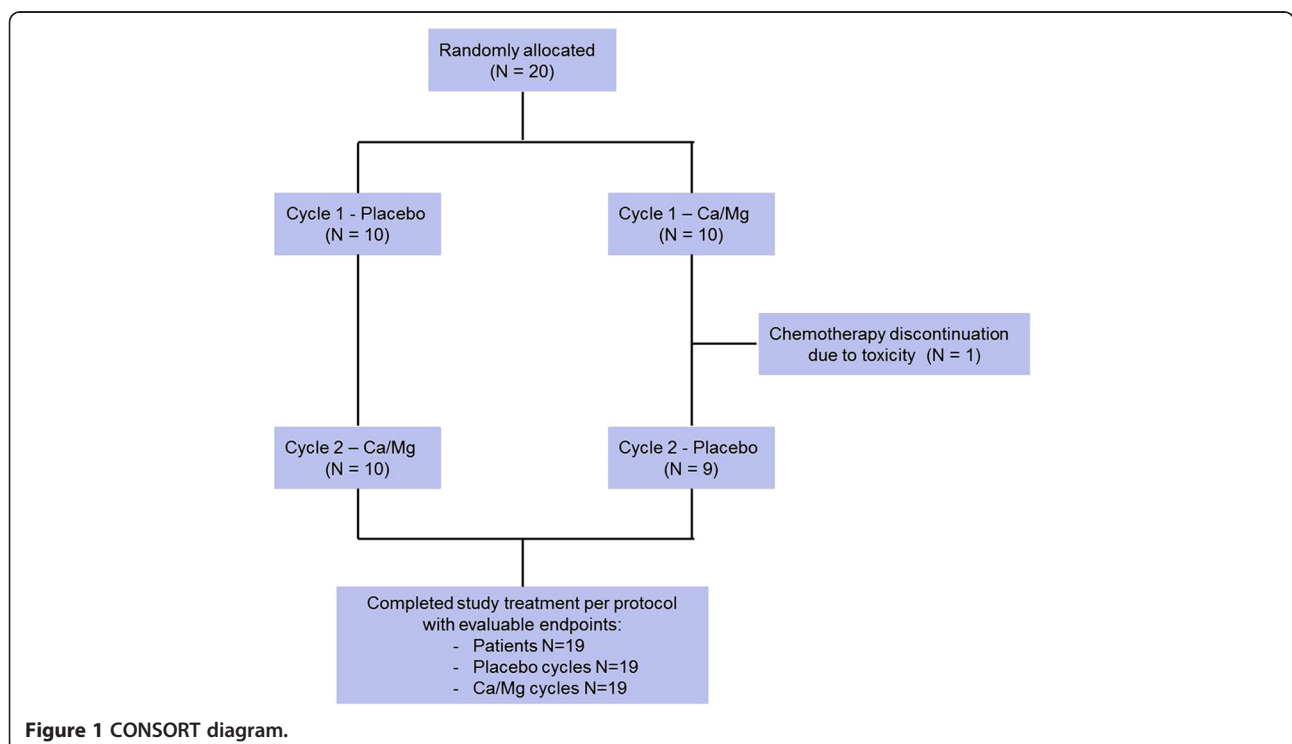 Randomly allocated
(N = 20)
Cycle 1 - Placebo
(N = 10)
Cycle 1 – Ca/Mg
(N = 10)
Chemotherapy discontinuation
due to toxicity (N = 1)
Cycle 2 – Ca/Mg
(N = 10)
Cycle 2 - Placebo
(N = 9)
Completed study treatment per protocol
with evaluable endpoints:
- Patients N=19
- Placebo cycles N=19
- Ca/Mg cycles N=19
Figure 1 CONSORT diagram.